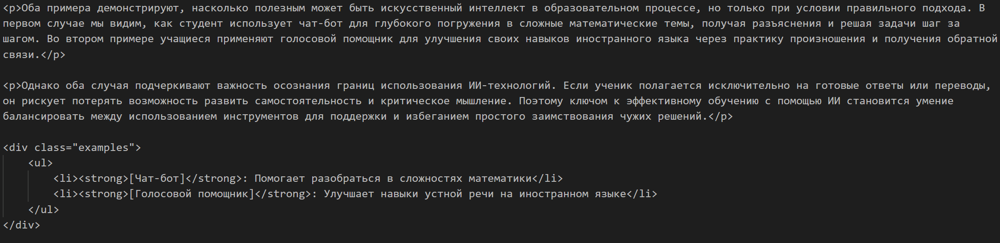 <p>Оба примера демонстрируют, насколько полезным может быть искусственный интеллект в образовательном процессе, но только при условии правильного подхода. В
первом случае мы видим, как студент использует чат-бот для глубокого погружения в сложные математические темы, получая разъяснения и решая задачи шаг за
шагом. Во втором примере учащиеся применяют голосовой помощник для улучшения своих навыков иностранного языка через практику произношения и получения обратной
связи.</p>

<p>Однако оба случая подчеркивают важность осознания границ использования ИИ-технологий. Если ученик полагается исключительно на готовые ответы или переводы,
он рискует потерять возможность развить самостоятельность и критическое мышление. Поэтому ключом к эффективному обучению с помощью ИИ становится умение
балансировать между использованием инструментов для поддержки и избеганием простого заимствования чужих решений.</p>

<div class="examples">
    <ul>
        <li><strong>[Чат-бот]</strong>: Помогает разобраться в сложностях математики</li>
        <li><strong>[Голосовой помощник]</strong>: Улучшает навыки устной речи на иностранном языке</li>
    </ul>
</div>